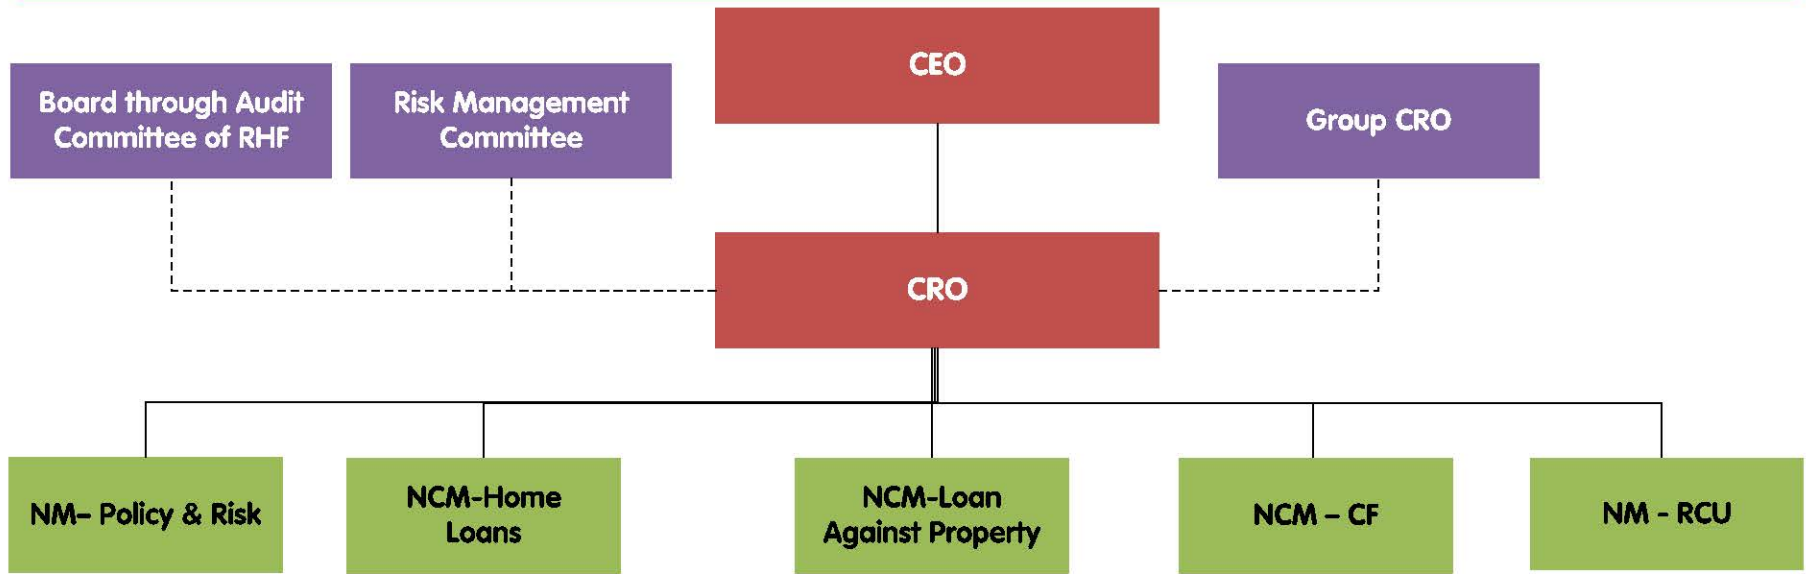 CEO
Board through Audit
Committee of RHF
Risk Management
Committee
Group CRO
CRO
NM– Policy & Risk
NCM-Home
Loans
NCM-Loan
Against Property
NCM – CF
NM - RCU